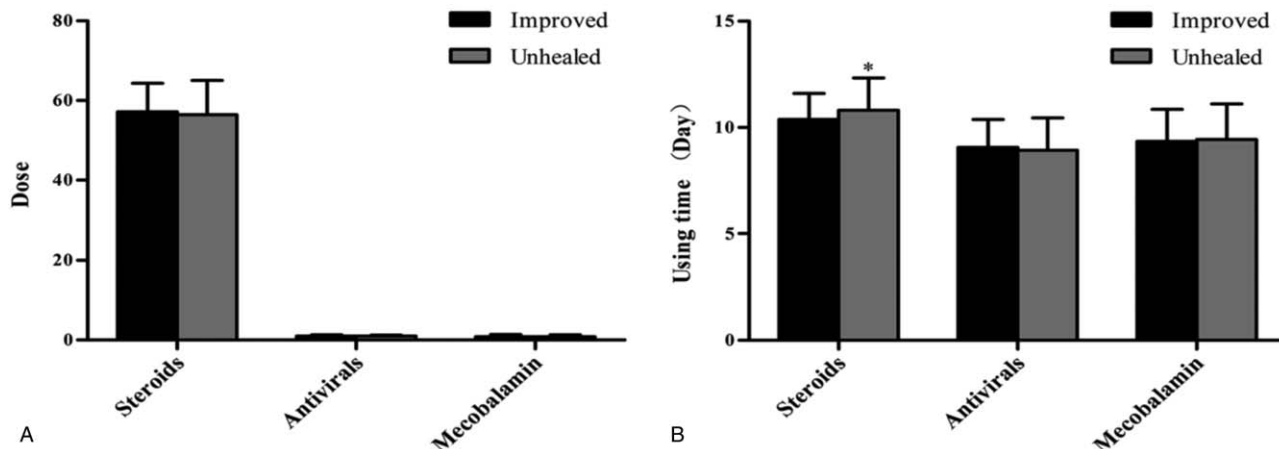 80
60
40
20
0
Dose
Improved
Unhealed
Steroids
Antivirals
Mecobalamin
A
15
10
5
0
Using time （Day）
Improved
Unhealed
*
Steroids
Antivirals
Mecobalamin
B